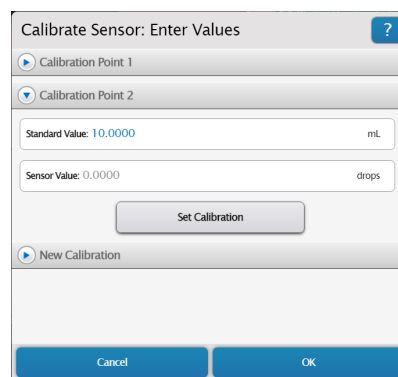 Calibrate Sensor: Enter Values ?
Calibration Point 1
Calibration Point 2
Standard Value: 10.0000 mL
Sensor Value: 0.0000 drops
Set Calibration
New Calibration
Cancel OK